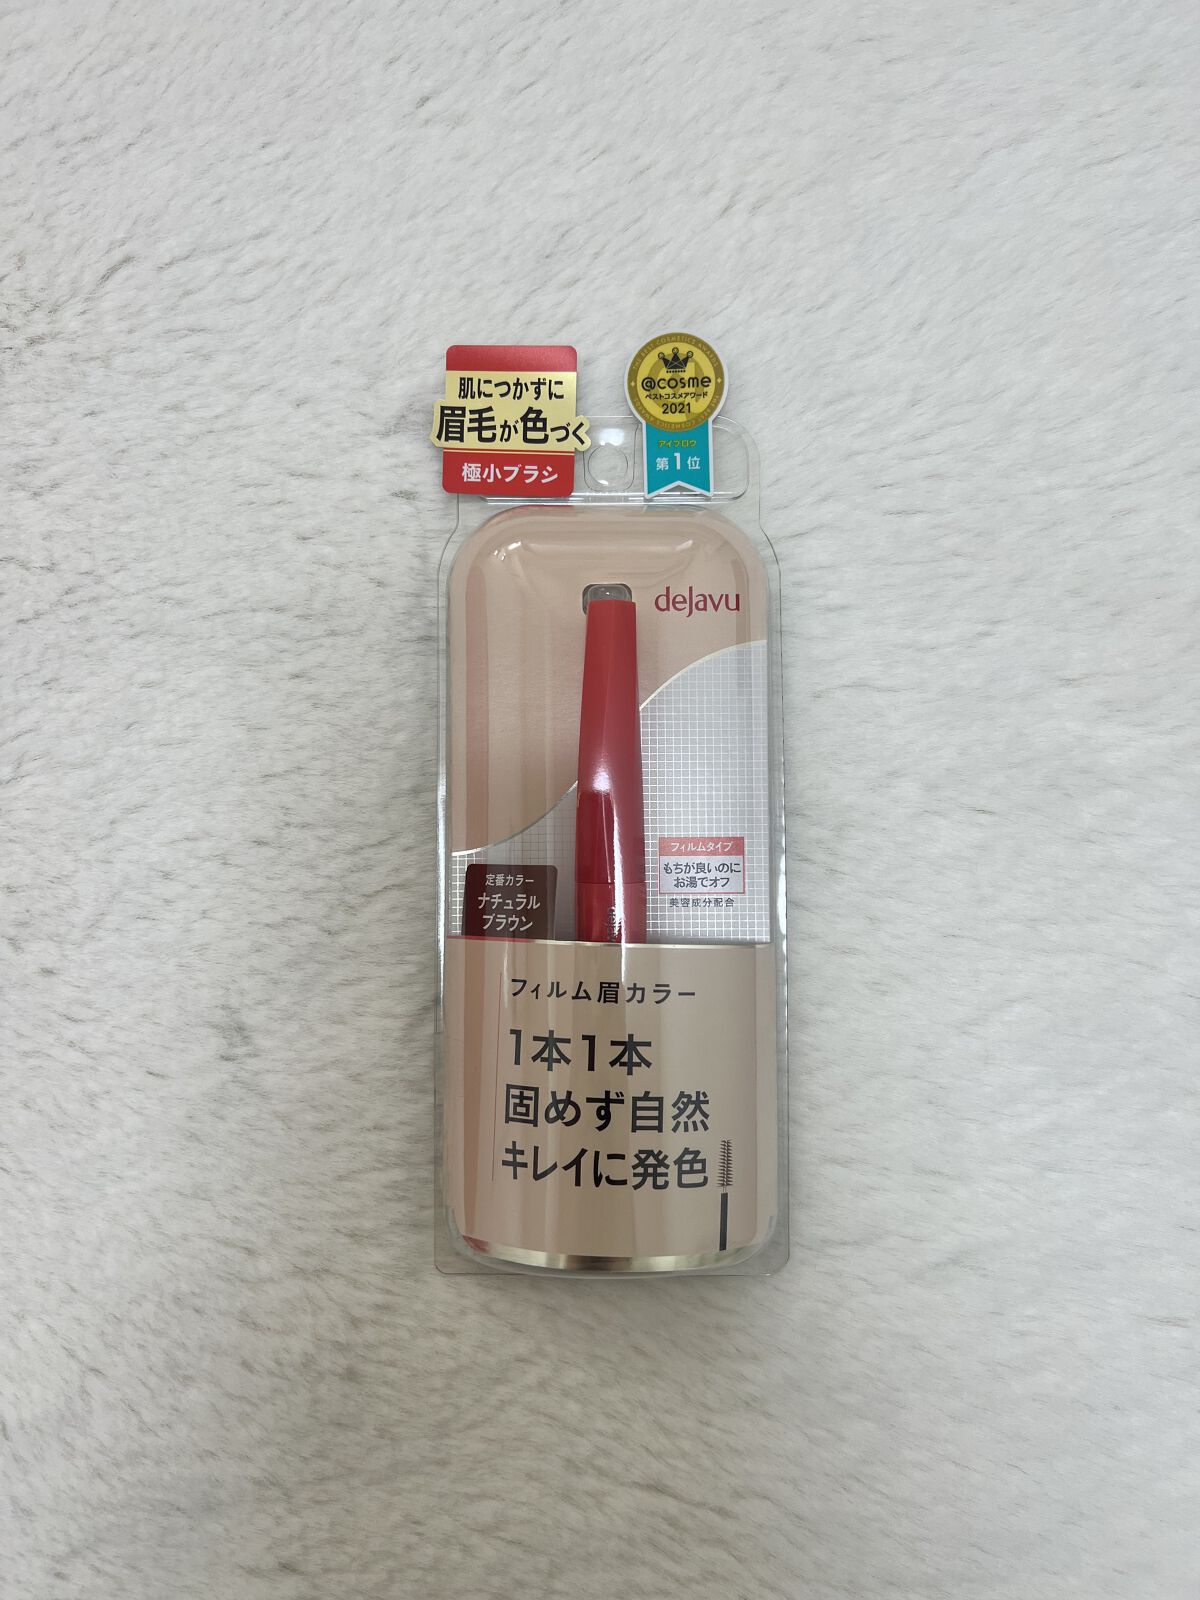 肌につかずに
眉毛が色づく
極小ブラシ
THE BEST COSMETICS AWARDS
@cosme
ベストコスメアワード
2021
アイブロウ
第1位
dejavu
フィルムタイプ
もちが良いのに
お湯でオフ
美容成分配合
定番カラー
ナチュラル
ブラウン
フィルム眉カラー
1本1本
固めず自然
キレイに発色